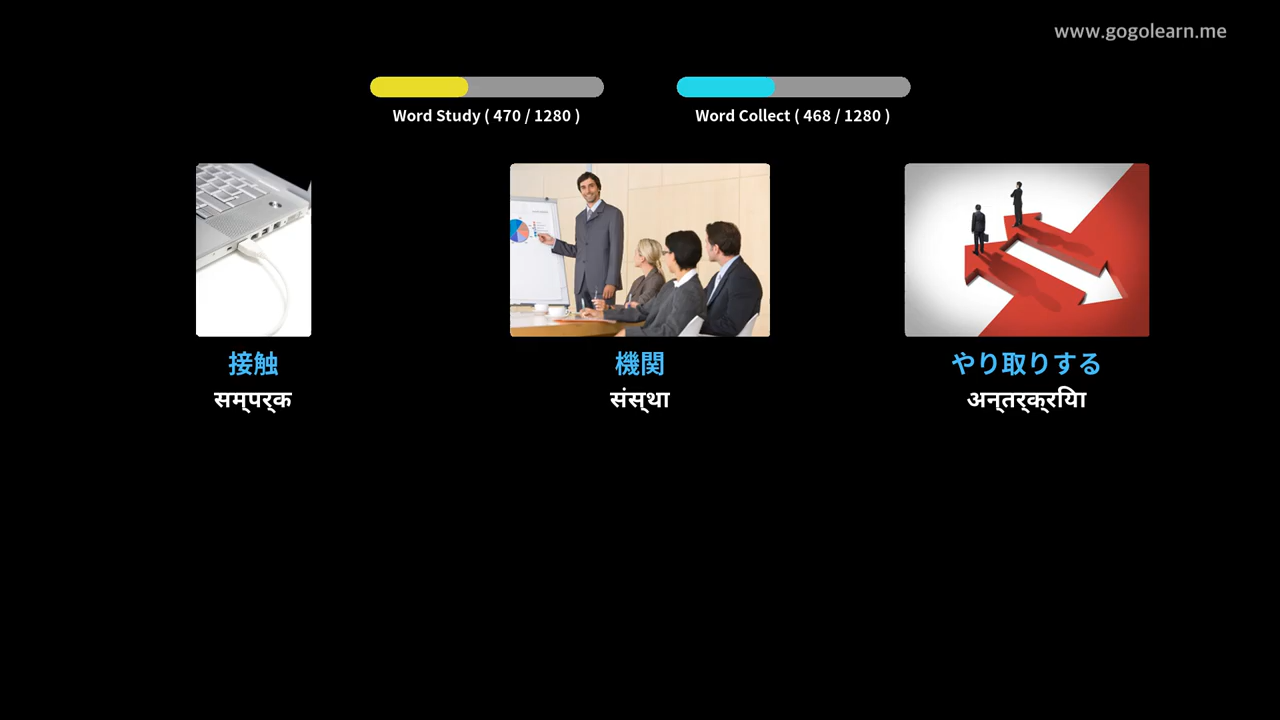 www.gogolearn.me
Word Study ( 470 / 1280 )
Word Collect ( 468 / 1280 )
接触
機関
やり取りする
सम्पर्क
संस्था
अन्तर्क्रिया